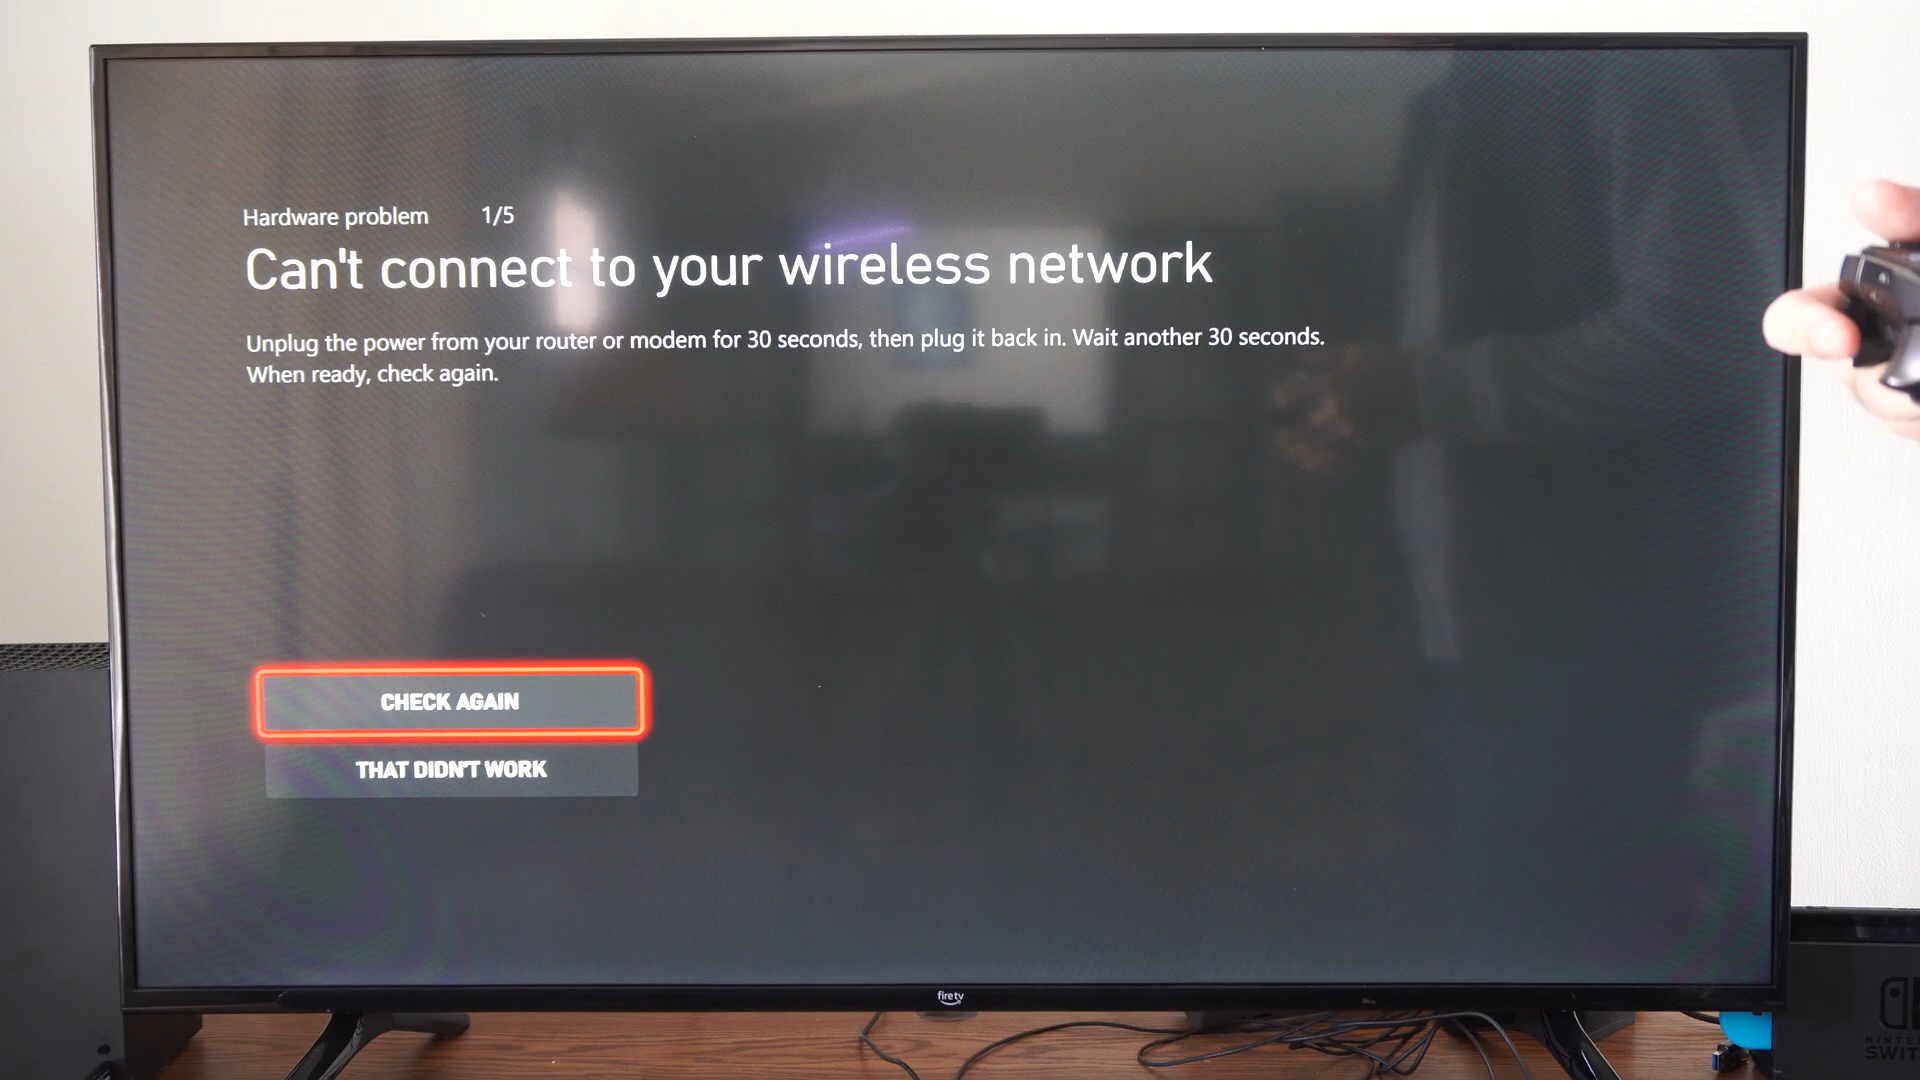 Hardware problem 1/5
Can't connect to your wireless network
Unplug the power from your router or modem for 30 seconds, then plug it back in. Wait another 30 seconds.
When ready, check again.
CHECK AGAIN
THAT DIDN'T WORK
firetv